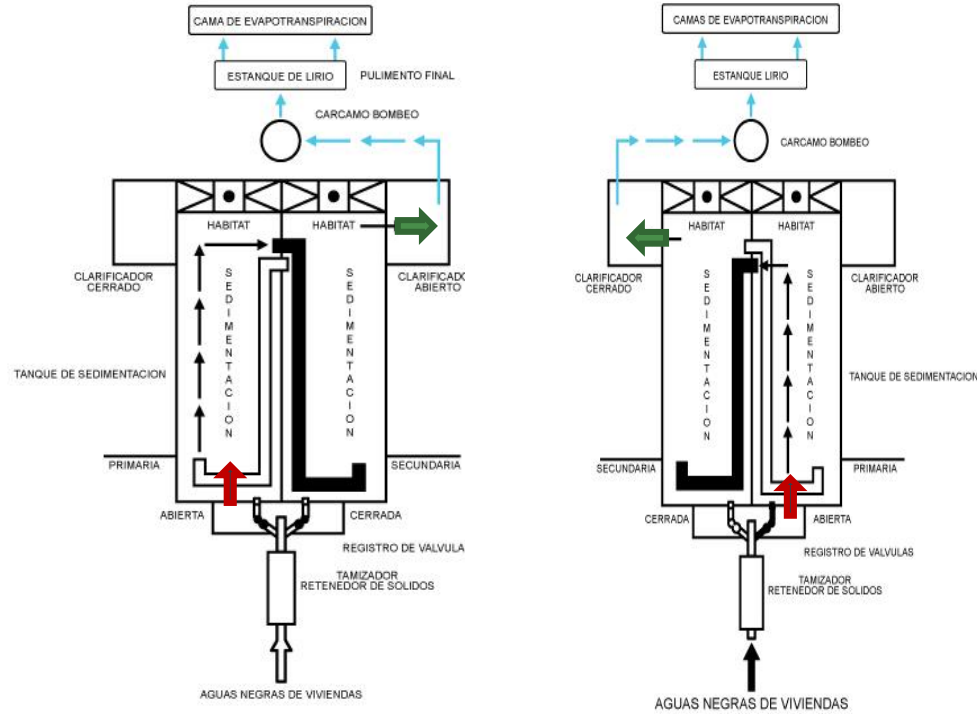 CAMA DE EVAPOTRANSPIRACION
ESTANQUE DE LIRIO
PULIMENTO FINAL
CARCAMO BOMBEO
HABITAT
HABITAT
CLARIFICADOR
CERRADO
CLARIFICADO
ABIERTO
SEDIMENTACION
SEDIMENTACION
TANQUE DE SEDIMENTACION
PRIMARIA
SECUNDARIA
ABIERTA
CERRADA
REGISTRO DE VALVULA
TAMIZADOR
RETENEDOR DE SOLIDOS
AGUAS NEGRAS DE VIVIENDAS
CAMAS DE EVAPOTRANSPIRACION
ESTANQUE LIRIO
CARCAMO BOMBEO
HABITAT
HABITAT
CLARIFICADOR
CERRADO
CLARIFICADOR
ABIERTO
SEDIMENTACION
SEDIMENTACION
TANQUE DE SEDIMENTACION
SECUNDARIA
PRIMARIA
CERRADA
ABIERTA
REGISTRO DE VALVULAS
TAMIZADOR
RETENEDOR DE SOLIDOS
AGUAS NEGRAS DE VIVIENDAS